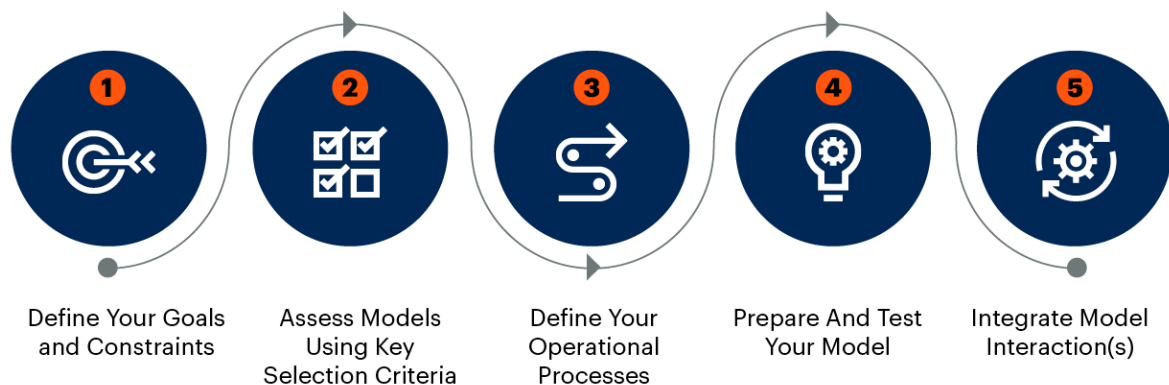 1
Define Your Goals
and Constraints
2
Assess Models
Using Key
Selection Criteria
3
Define Your
Operational
Processes
4
Prepare And Test
Your Model
5
Integrate Model
Interaction(s)